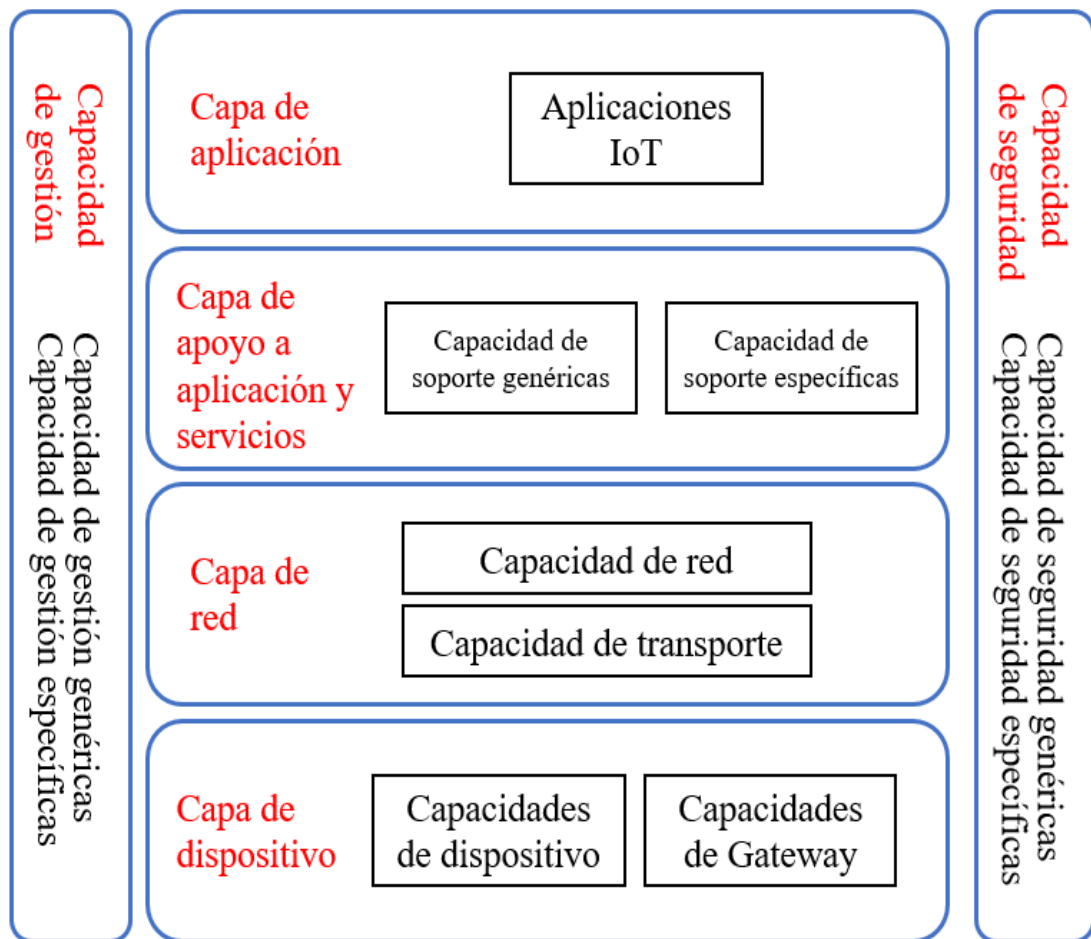 Capacidad
de gestión
Capacidad de gestión genéricas
Capacidad de gestión específicas
Capa de
aplicación
Aplicaciones
IoT
Capa de
apoyo a
aplicación y
servicios
Capacidad de
soporte genéricas
Capacidad de
soporte específicas
Capa de
red
Capacidad de red
Capacidad de transporte
Capa de
dispositivo
Capacidades
de dispositivo
Capacidades
de Gateway
Capacidad
de seguridad
Capacidad de seguridad genéricas
Capacidad de seguridad específicas